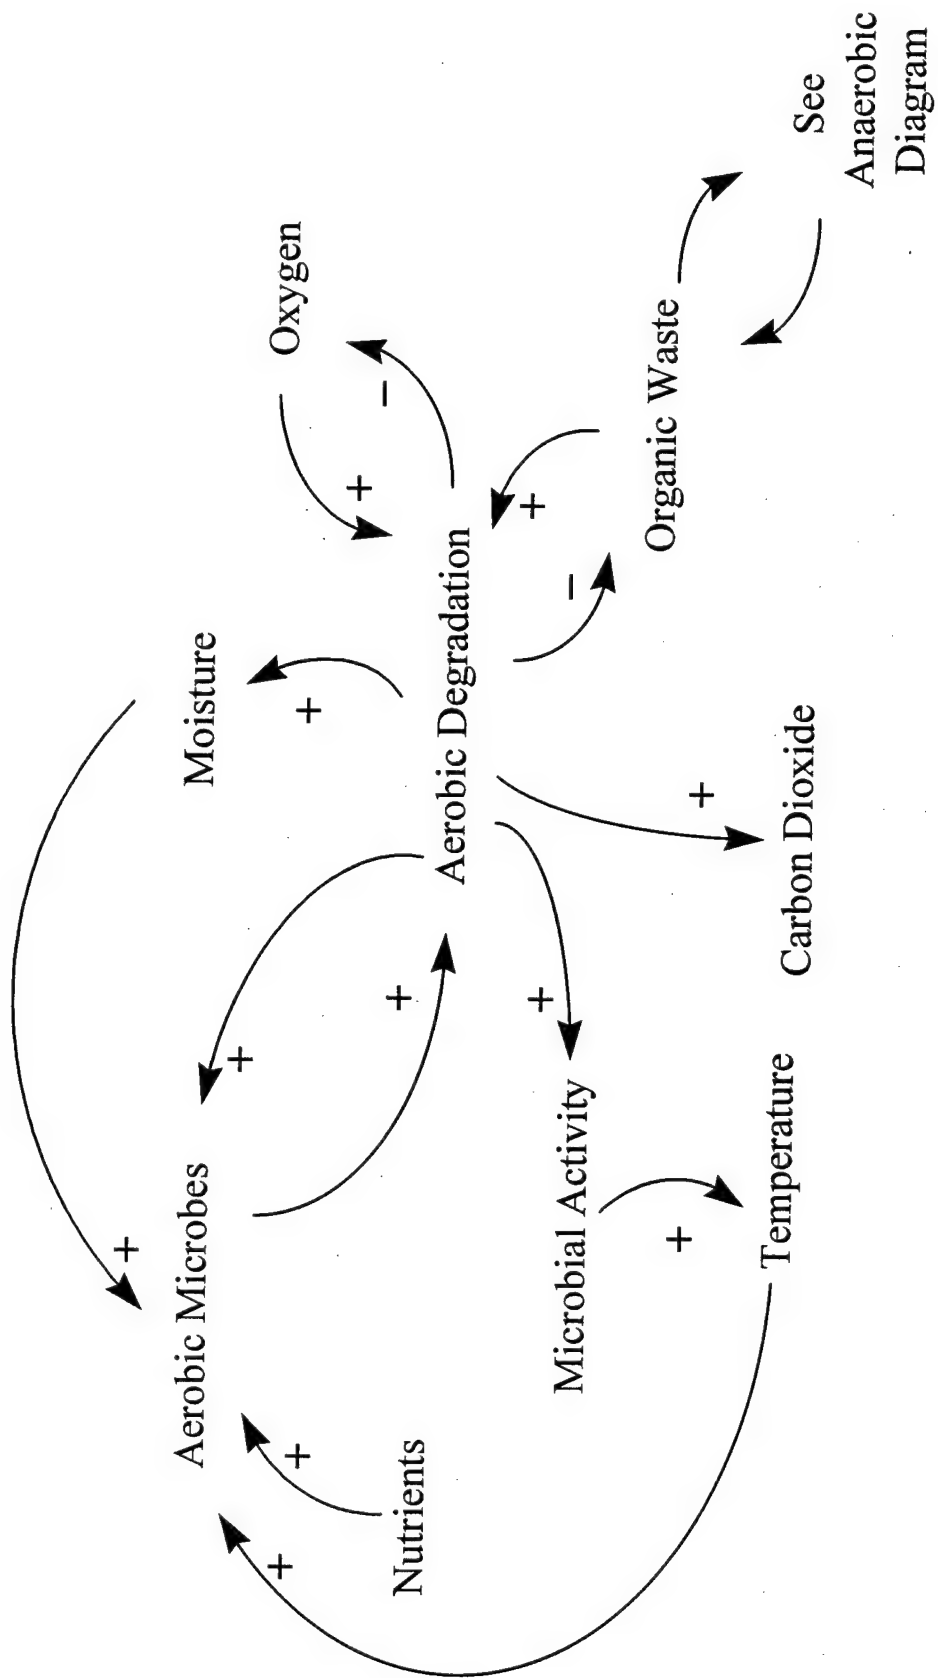 +
Aerobic Microbes
Moisture
+
+
Oxygen
+
+
+
−
+
Nutrients
Aerobic Degradation
+
+
−
Microbial Activity
Organic Waste
+
+
Temperature
Carbon Dioxide
See
Anaerobic
Diagram